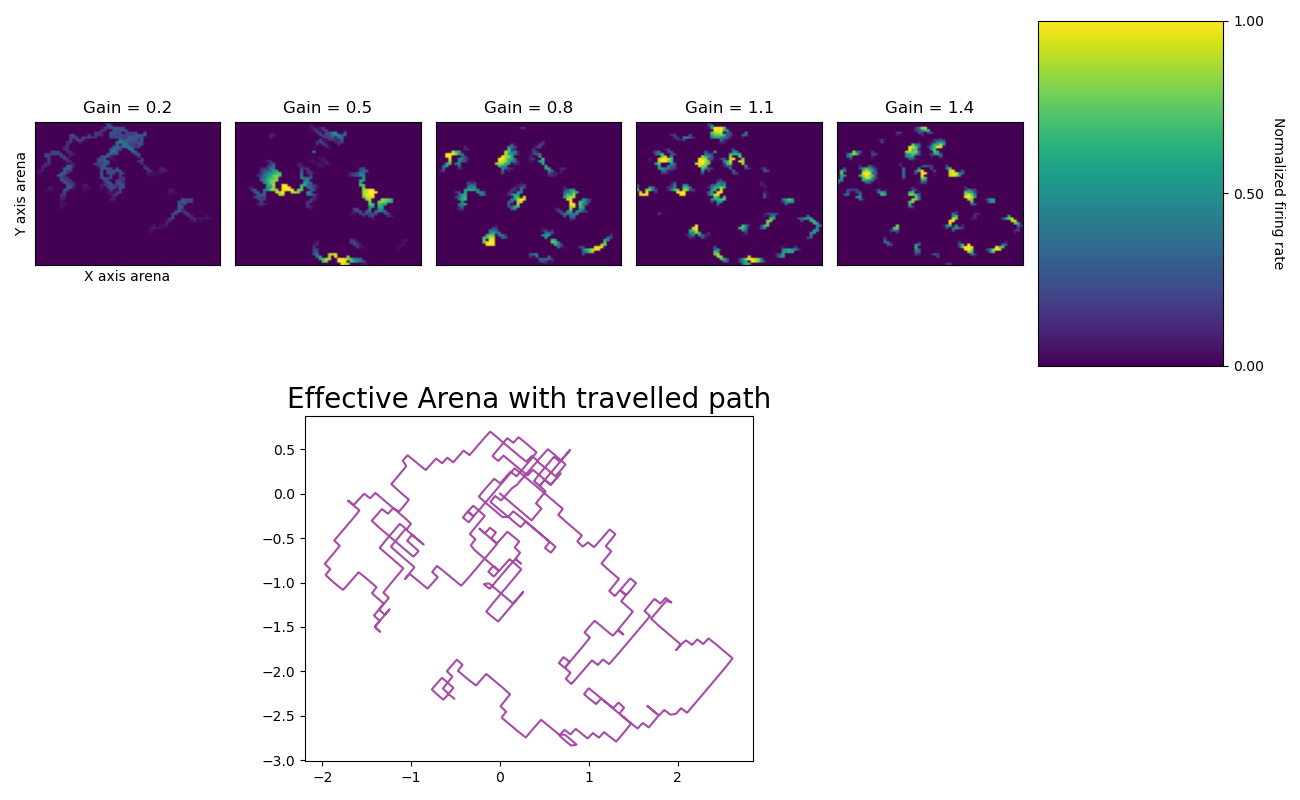 Gain = 0.2
Gain = 0.5
Gain = 0.8
Gain = 1.1
Gain = 1.4
Y axis arena
X axis arena
1.00
0.50
0.00
Normalized firing rate
Effective Arena with travelled path
0.5
0.0
−0.5
−1.0
−1.5
−2.0
−2.5
−3.0
−2
−1
0
1
2